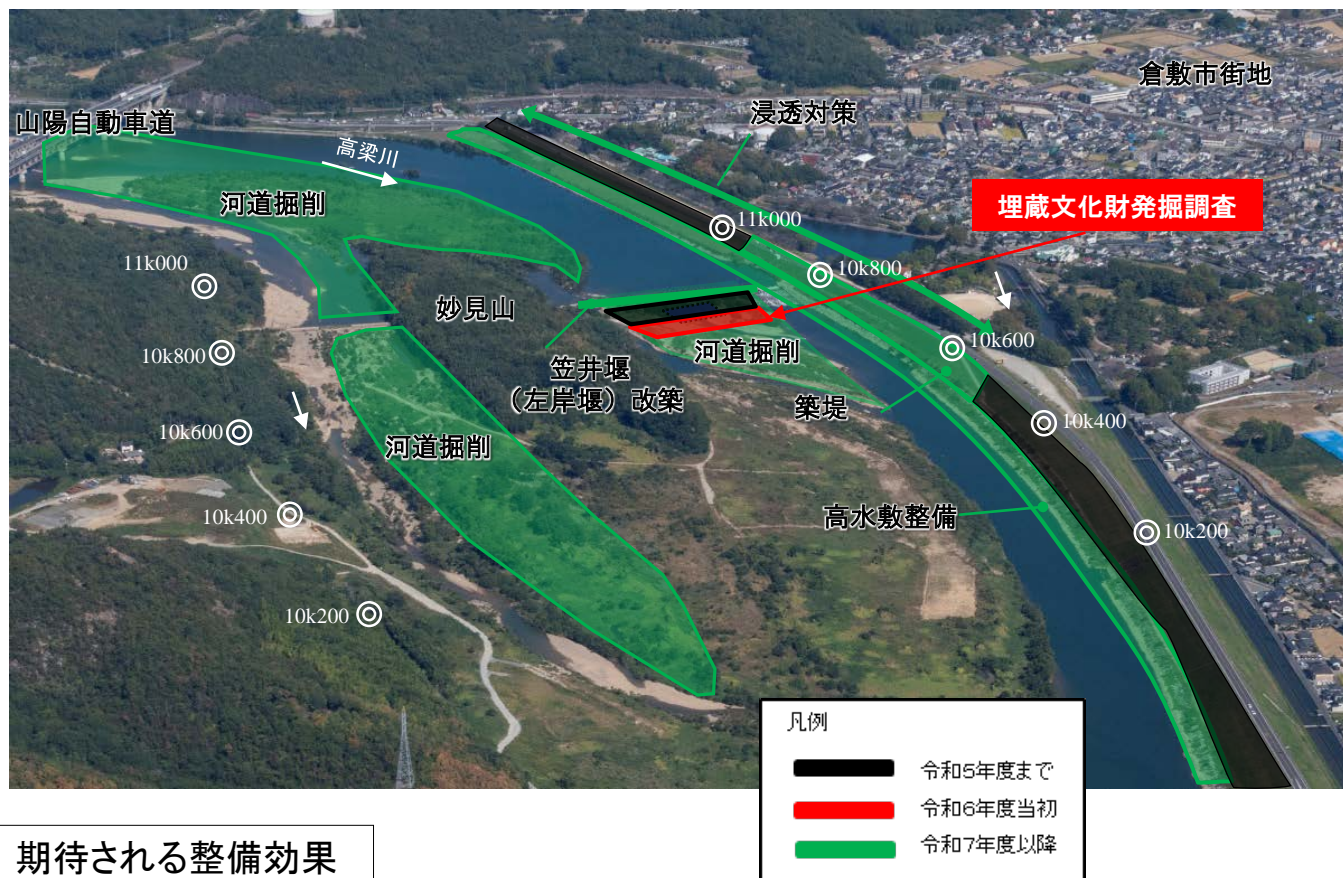 倉敷市街地
浸透対策
山陽自動車道
高梁川
埋蔵文化財発掘調査
河道掘削
11k000
10k800
11k000
妙見山
10k600
10k800
笠井堰
（左岸堰）改築
河道掘削
築堤
10k400
10k600
河道掘削
高水敷整備
10k400
10k200
10k200
凡例
令和5年度まで
令和6年度当初
令和7年度以降
期待される整備効果